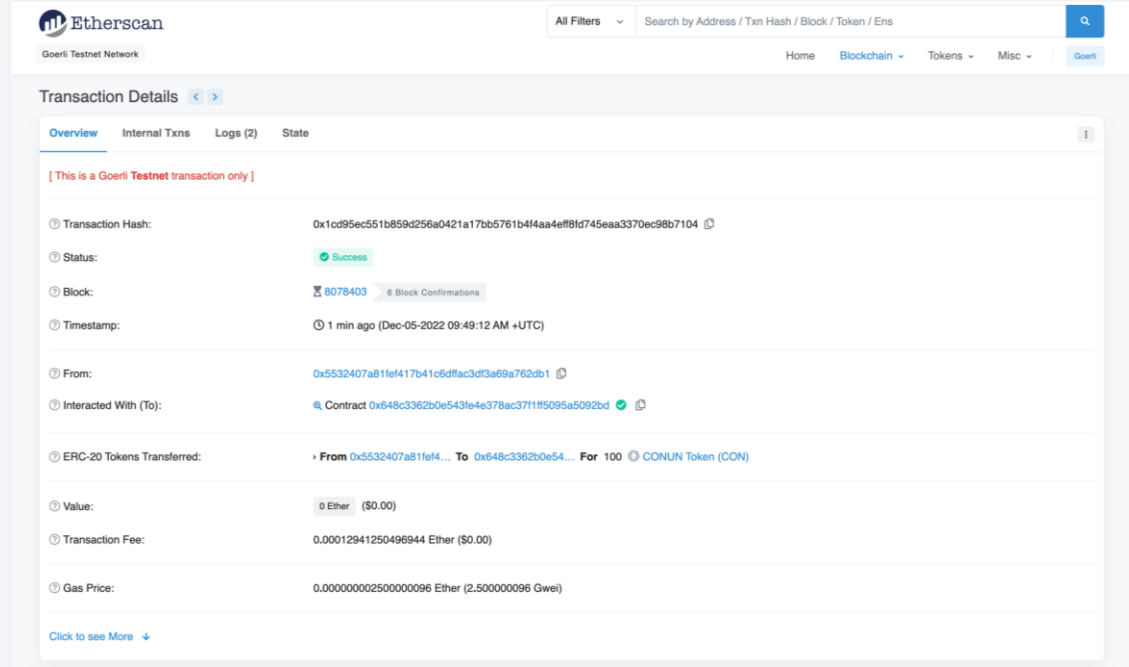 Etherscan
All Filters Search by Address / Txn Hash / Block / Token / Ens
Goerli Testnet Network
Home Blockchain Tokens Misc Goerli
Transaction Details
Overview Internal Txns Logs (2) State
[ This is a Goerli Testnet transaction only ]
Transaction Hash: 0x1cd95ec551b859d256a0421a17bb5761b4f4aa4eff8fd745eaa3370ec98b7104
Status: Success
Block: 8078403 6 Block Confirmations
Timestamp: 1 min ago (Dec-05-2022 09:49:12 AM +UTC)
From: 0x5532407a81fef417b41c6dffac3df3a69a762db1
Interacted With (To): Contract 0x648c3362b0e543fe4e378ac37f1ff5095a5092bd
ERC-20 Tokens Transferred: From 0x5532407a81fef4... To 0x648c3362b0e54... For 100 CONUN Token (CON)
Value: 0 Ether ($0.00)
Transaction Fee: 0.00012941250496944 Ether ($0.00)
Gas Price: 0.000000002500000096 Ether (2.500000096 Gwei)
Click to see More